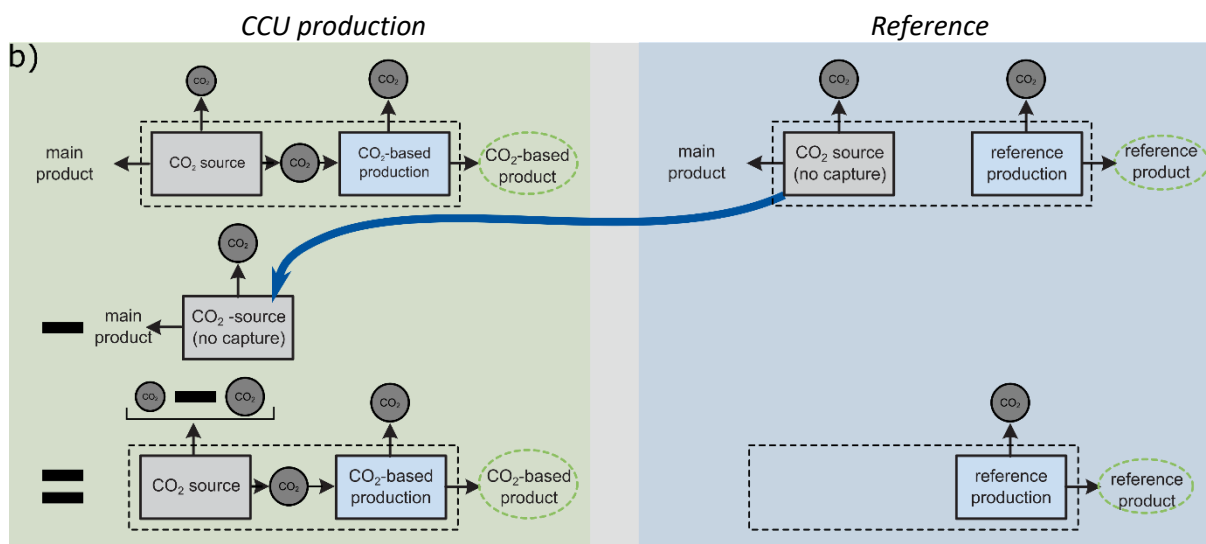 CCU production
Reference
b)
CO₂
CO₂
CO₂
CO₂
main
product
CO₂ source
CO₂
CO₂-based
production
CO₂-based
product
main
product
CO₂ source
(no capture)
reference
production
reference
product
CO₂
main
product
CO₂ -source
(no capture)
CO₂
CO₂
CO₂
CO₂
CO₂ source
CO₂
CO₂-based
production
CO₂-based
product
reference
production
reference
product